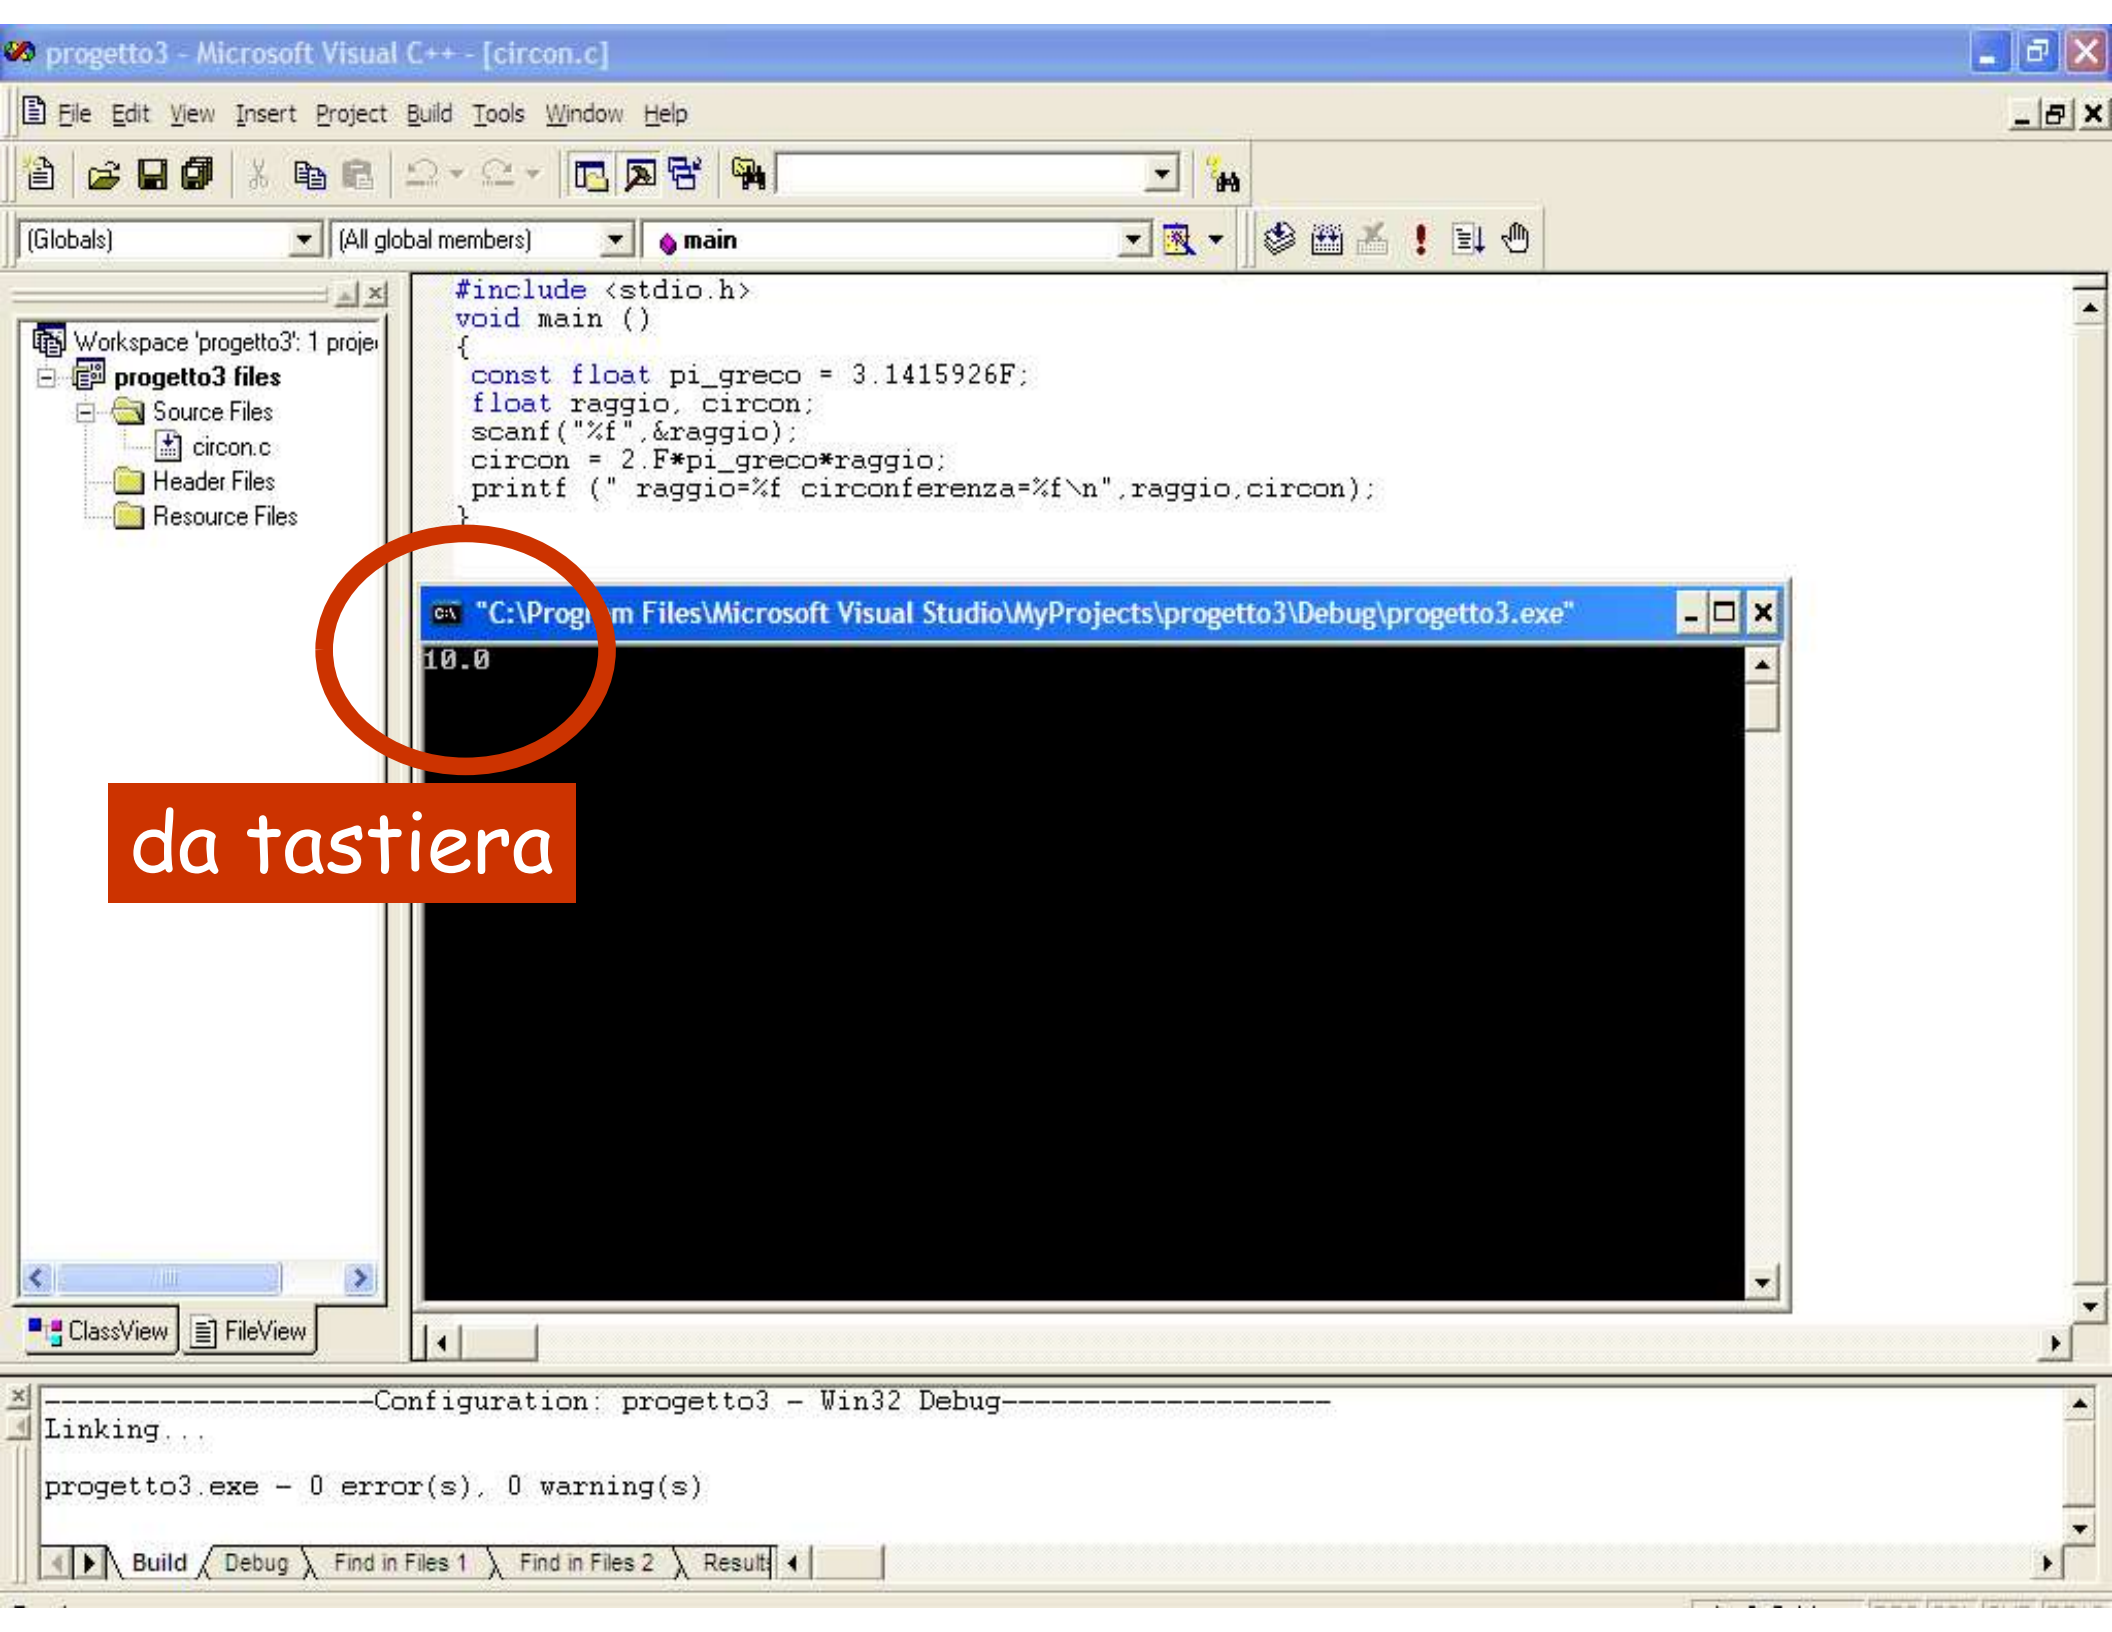 progetto3 - Microsoft Visual C++ - [circon.c]
File Edit View Insert Project Build Tools Window Help
(Globals) (All global members) main
Workspace 'progetto3': 1 projec
progetto3 files
Source Files
circon.c
Header Files
Resource Files
#include <stdio.h>
void main ()
{
const float pi_greco = 3.1415926F;
float raggio, circon;
scanf("%f",&raggio);
circon = 2.F*pi_greco*raggio;
printf (" raggio=%f circonferenza=%f\n",raggio,circon);
}
"C:\Program Files\Microsoft Visual Studio\MyProjects\progetto3\Debug\progetto3.exe"
10.0
da tastiera
ClassView FileView
--------------------Configuration: progetto3 - Win32 Debug--------------------
Linking...
progetto3.exe - 0 error(s), 0 warning(s)
Build Debug Find in Files 1 Find in Files 2 Results